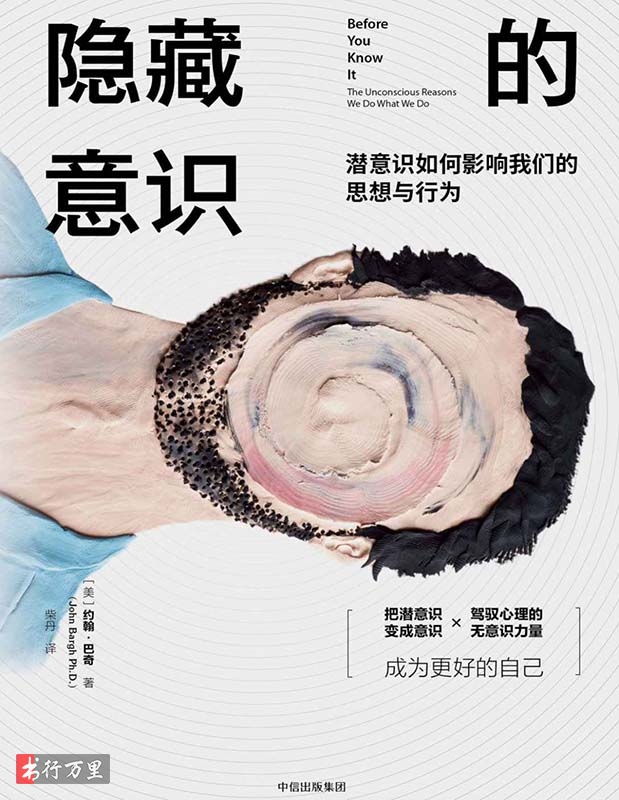 隐藏的
意识
Before
You
Know
It
The Unconscious Reasons
We Do What We Do
潜意识如何影响我们的
思想与行为
[美] 约翰·巴奇 著
(John Bargh Ph.D.)
柴丹 译
把潜意识 × 驾驭心理的
变成意识 无意识力量
成为更好的自己
书行万里
中信出版集团